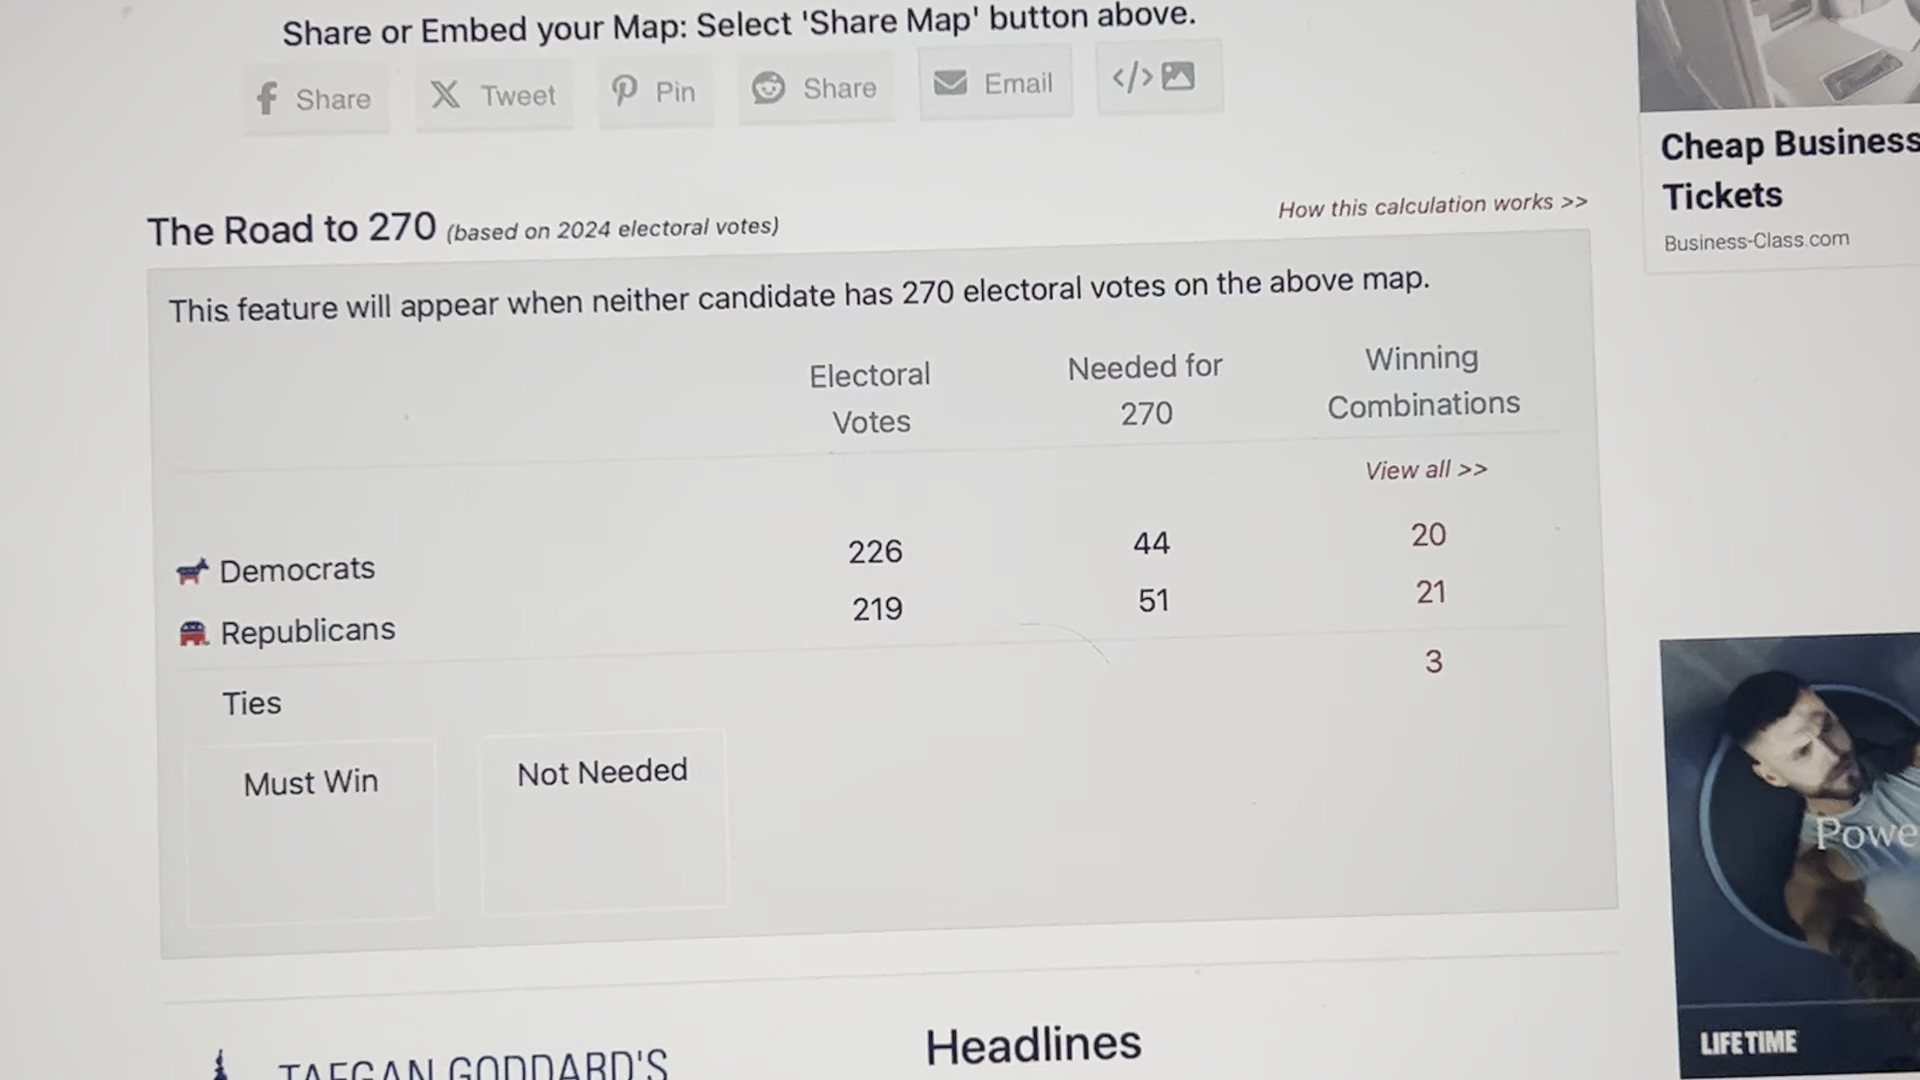 Share or Embed your Map: Select 'Share Map' button above.
Share
Tweet
Pin
Share
Email
</>
Cheap Business
Tickets
Business-Class.com
The Road to 270 (based on 2024 electoral votes)
How this calculation works >>
This feature will appear when neither candidate has 270 electoral votes on the above map.
Electoral Votes
Needed for 270
Winning Combinations
View all >>
Democrats 226 44 20
Republicans 219 51 21
Ties 3
Must Win
Not Needed
Powe
LIFETIME
TAEGAN GODDARD'S
Headlines